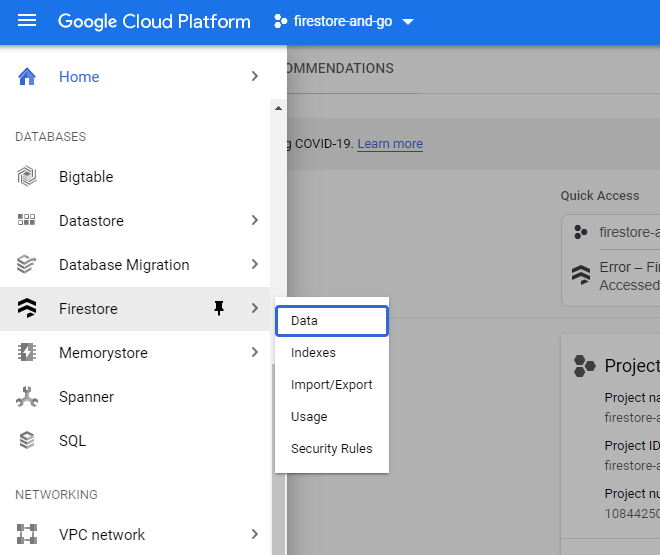 Google Cloud Platform
firestore-and-go
Home
OMMENDATIONS
DATABASES
g COVID-19. Learn more
Bigtable
Datastore
Database Migration
Firestore
Memorystore
Spanner
SQL
NETWORKING
VPC network
Data
Indexes
Import/Export
Usage
Security Rules
Quick Access
firestore-a
Error – Fi
Accessed
Project
Project na
firestore-a
Project ID
firestore-a
Project nu
10844250